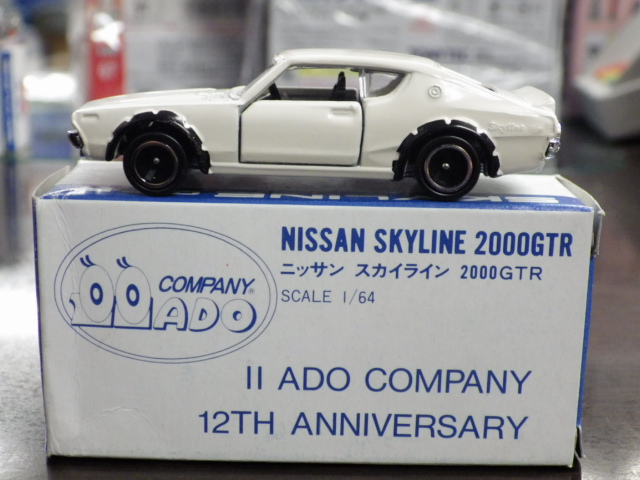 NISSAN SKYLINE 2000GTR
ニッサン スカイライン 2000GTR
SCALE 1/64
COMPANY®
ADO
II ADO COMPANY
12TH ANNIVERSARY
Skyline